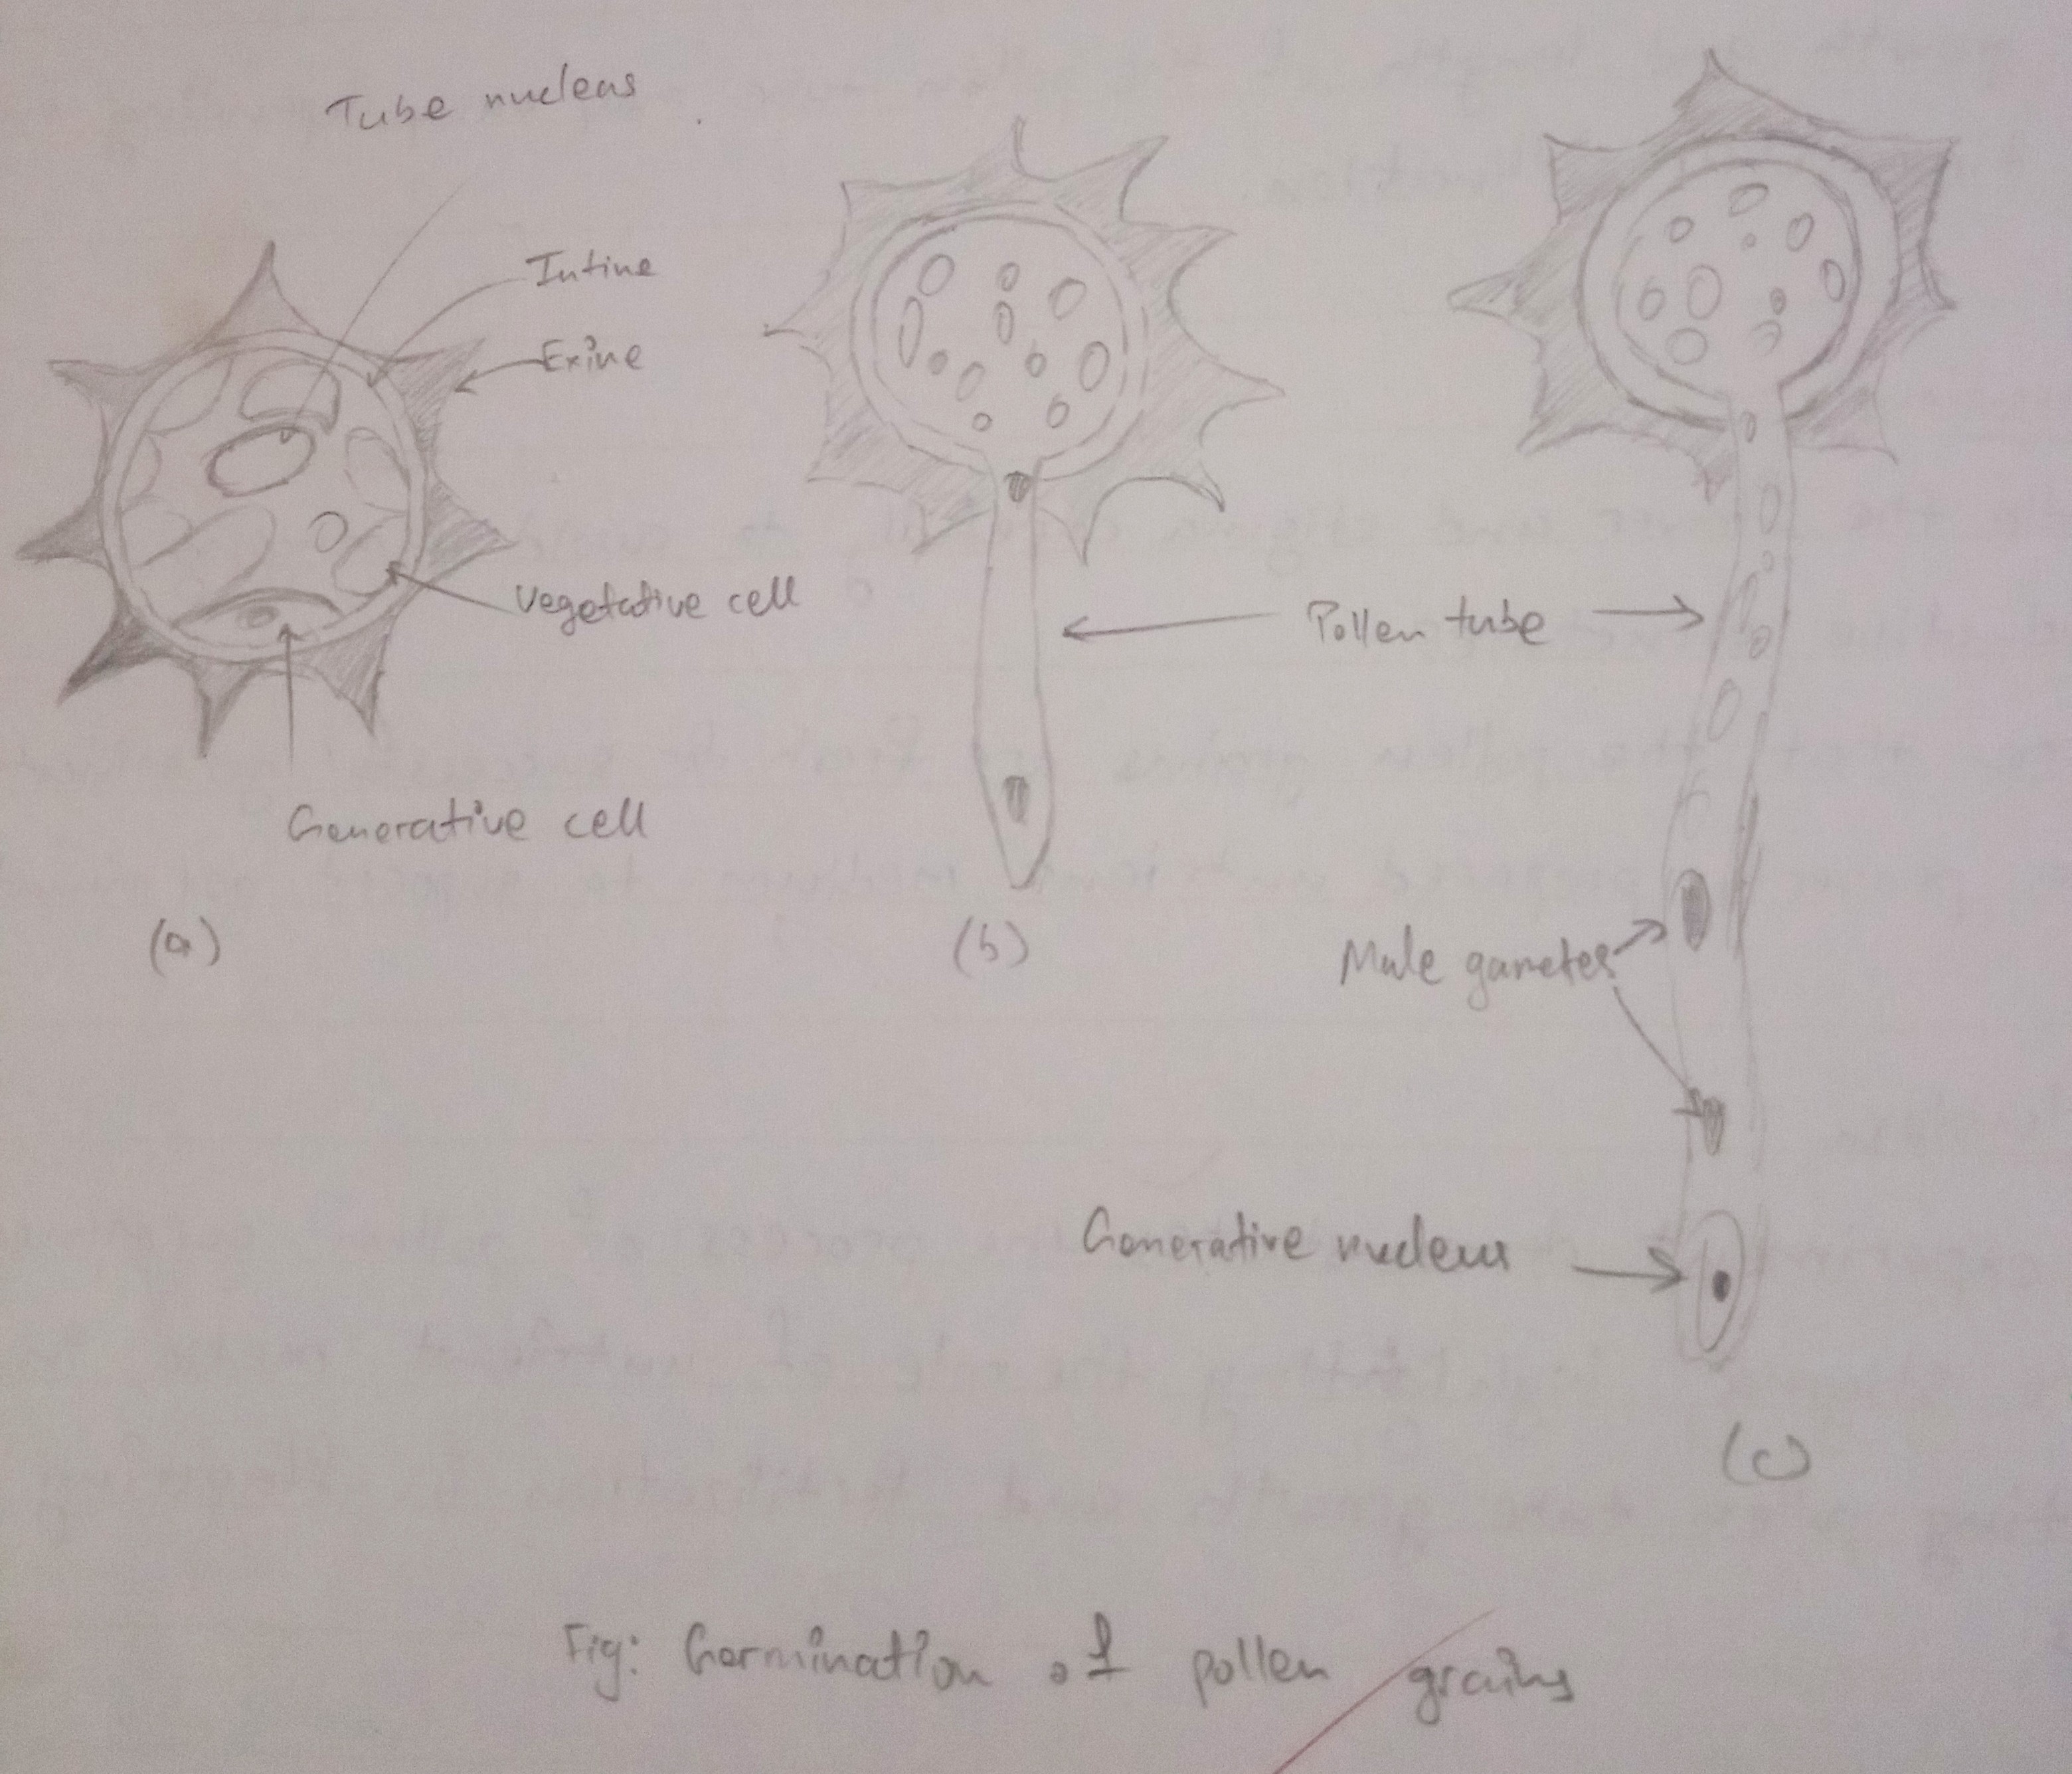 Tube nucleus
Intine
Exine
Vegetative cell
Pollen tube
Generative cell
(a)
(b)
Male gametes
Generative nucleus
(c)
Fig: Germination of pollen grains